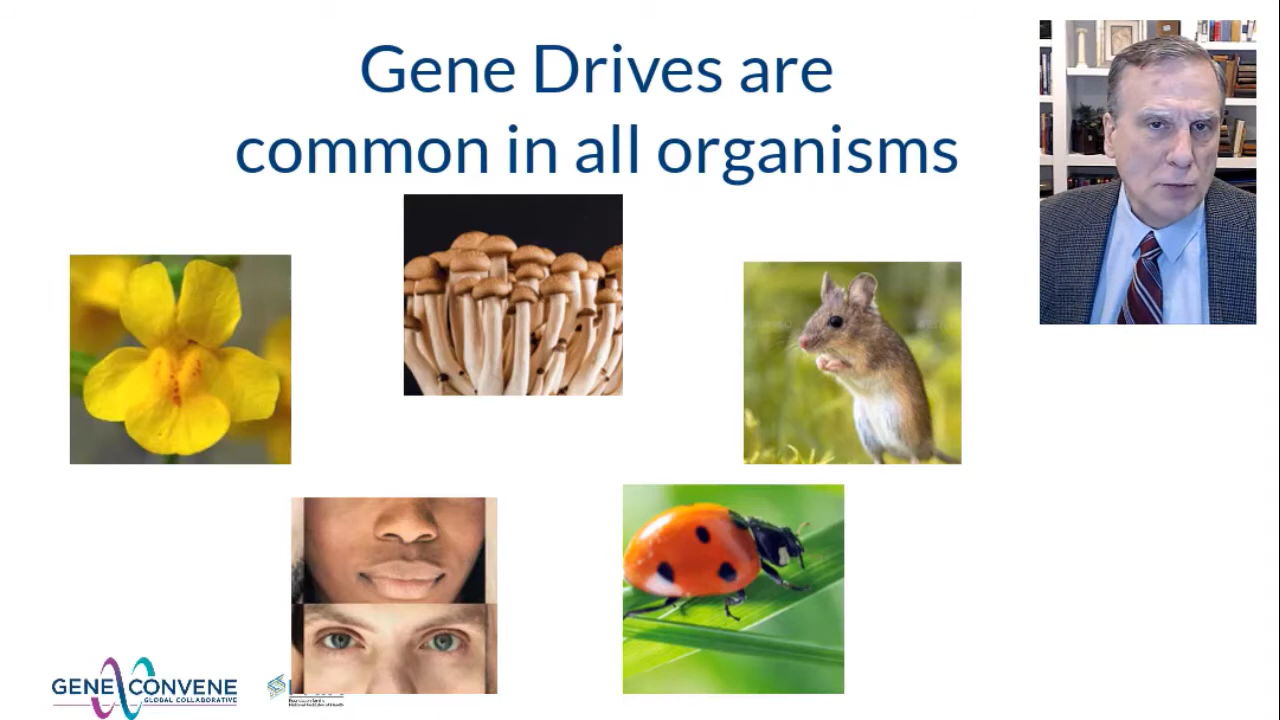 Gene Drives are
common in all organisms
GENE CONVENE
GLOBAL COLLABORATIVE